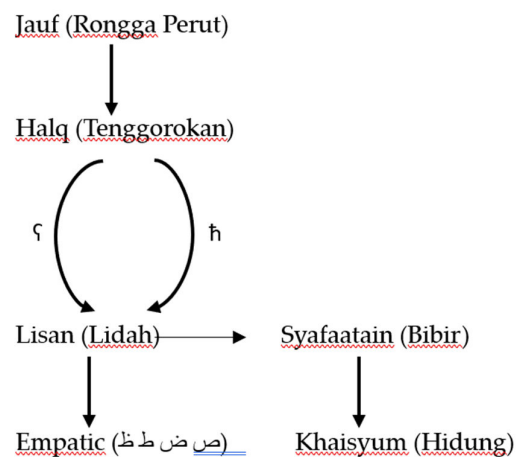 Jauf (Rongga Perut)
Halq (Tenggorokan)
ʕ ħ
Lisan (Lidah) Syafaatain (Bibir)
Empatic (ص ض ط ظ) Khaisyum (Hidung)